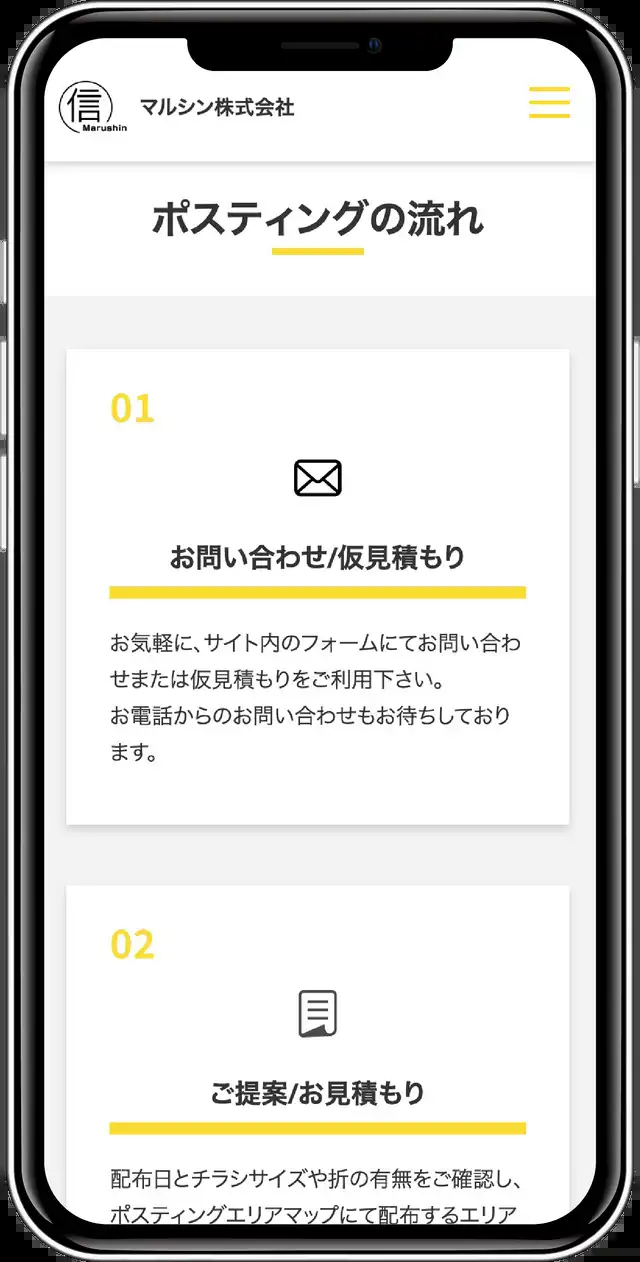 信
Marushin
マルシン株式会社
ポスティングの流れ
01
お問い合わせ/仮見積もり
お気軽に、サイト内のフォームにてお問い合わ
せまたは仮見積もりをご利用下さい。
お電話からのお問い合わせもお待ちしており
ます。
02
ご提案/お見積もり
配布日とチラシサイズや折の有無をご確認し、
ポスティングエリアマップにて配布するエリア